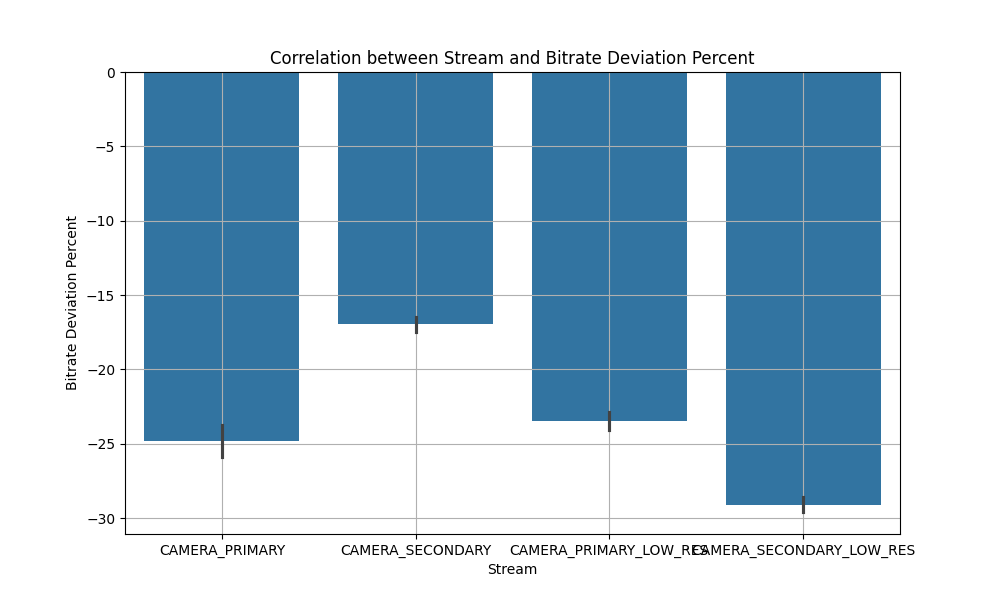 Correlation between Stream and Bitrate Deviation Percent
0
−5
−10
−15
−20
−25
−30
Bitrate Deviation Percent
CAMERA_PRIMARY CAMERA_SECONDARY CAMERA_PRIMARY_LOW_RES CAMERA_SECONDARY_LOW_RES
Stream